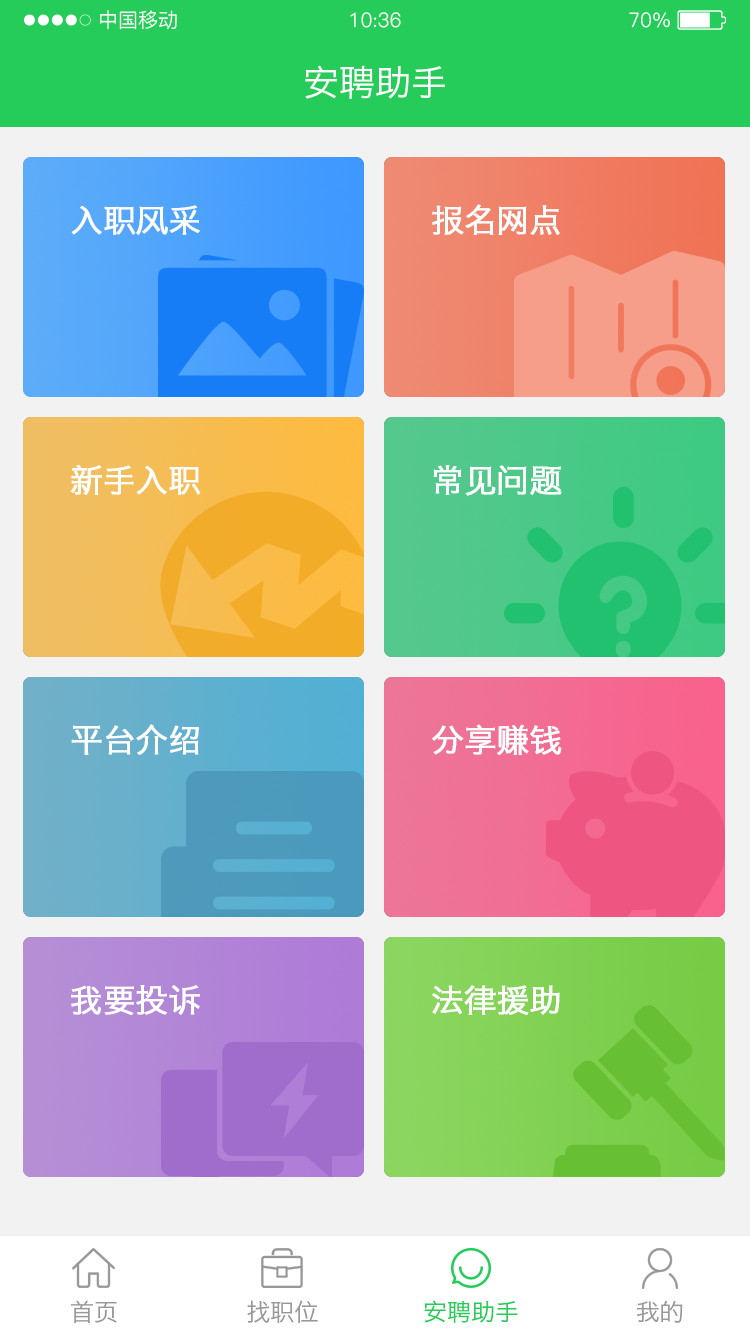 中国移动 10:36 70%
安聘助手
入职风采 报名网点
新手入职 常见问题
?
平台介绍 分享赚钱
我要投诉 法律援助
首页 找职位 安聘助手 我的